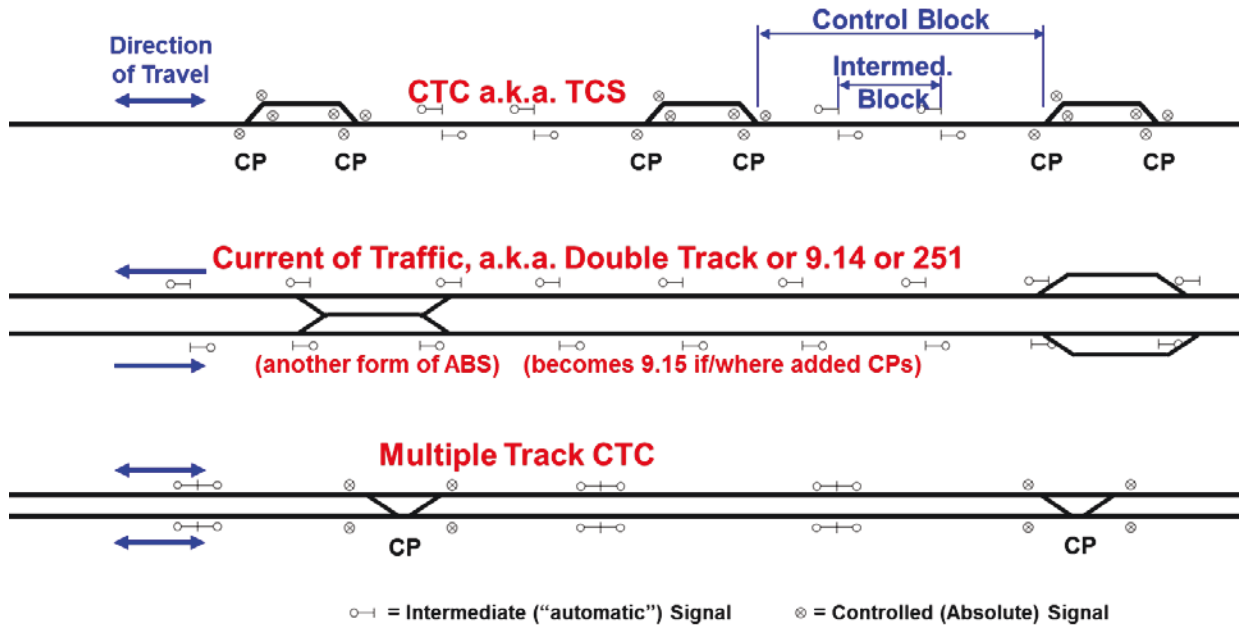 Control Block
Direction
of Travel
Intermed.
Block
CTC a.k.a. TCS
CP
CP
CP
CP
CP
CP
Current of Traffic, a.k.a. Double Track or 9.14 or 251
(another form of ABS)
(becomes 9.15 if/where added CPs)
Multiple Track CTC
CP
CP
= Intermediate (“automatic”) Signal
= Controlled (Absolute) Signal